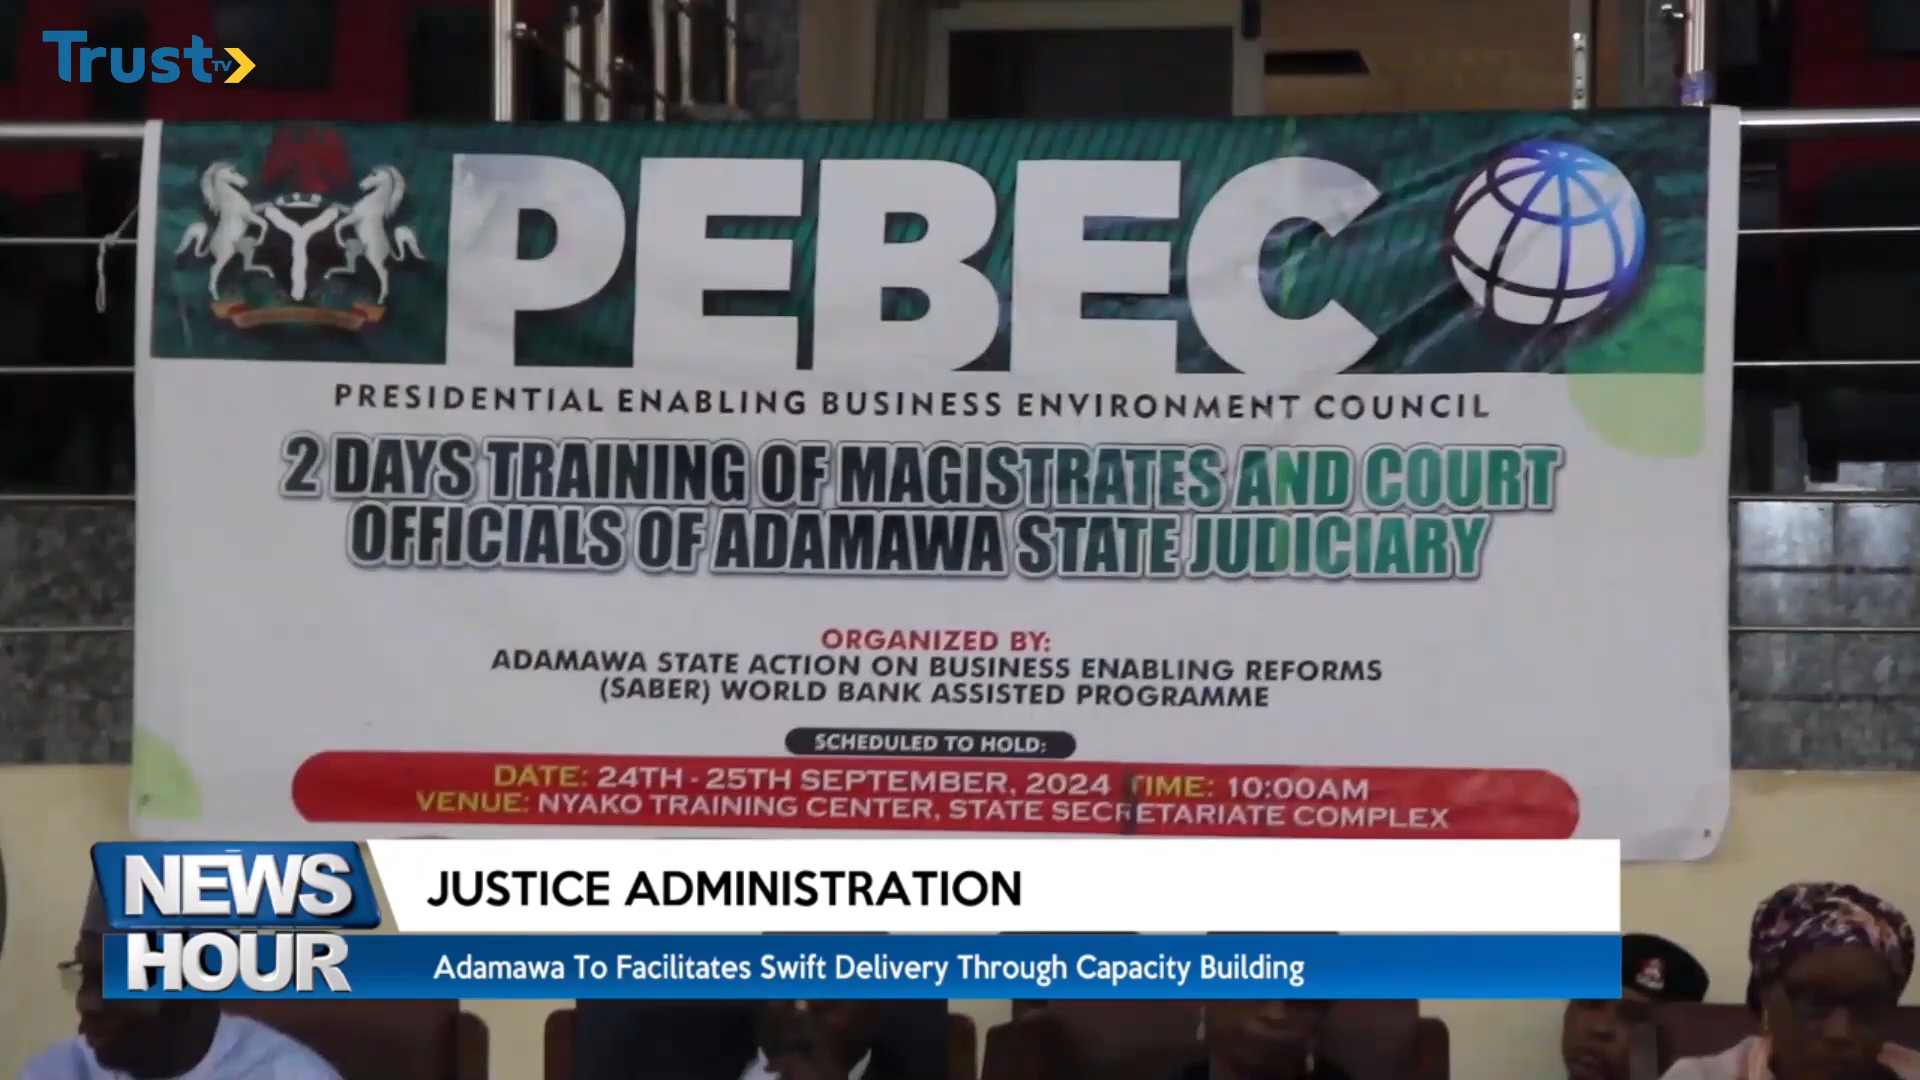 Trust TV
PEBEC
PRESIDENTIAL ENABLING BUSINESS ENVIRONMENT COUNCIL
2 DAYS TRAINING OF MAGISTRATES AND COURT
OFFICIALS OF ADAMAWA STATE JUDICIARY
ORGANIZED BY:
ADAMAWA STATE ACTION ON BUSINESS ENABLING REFORMS
(SABER) WORLD BANK ASSISTED PROGRAMME
SCHEDULED TO HOLD:
DATE: 24TH - 25TH SEPTEMBER, 2024 TIME: 10:00AM
VENUE: NYAKO TRAINING CENTER, STATE SECRETARIATE COMPLEX
NEWS
HOUR
JUSTICE ADMINISTRATION
Adamawa To Facilitates Swift Delivery Through Capacity Building